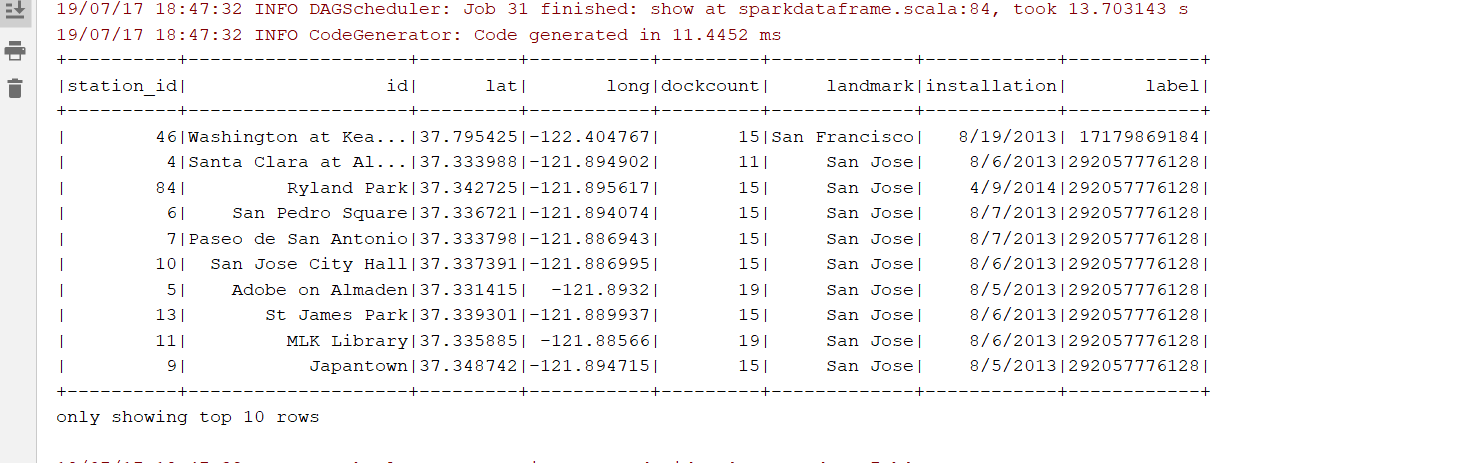 19/07/17 18:47:32 INFO DAGScheduler: Job 31 finished: show at sparkdataframe.scala:84, took 13.703143 s
19/07/17 18:47:32 INFO CodeGenerator: Code generated in 11.4452 ms
+----------+--------------------+---------+-----------+---------+-------------+------------+------------+
|station_id|                  id|      lat|       long|dockcount|     landmark|installation|       label|
+----------+--------------------+---------+-----------+---------+-------------+------------+------------+
|        46|Washington at Kea...|37.795425|-122.404767|       15|San Francisco|   8/19/2013| 17179869184|
|         4|Santa Clara at Al...|37.333988|-121.894902|       11|     San Jose|    8/6/2013|292057776128|
|        84|         Ryland Park|37.342725|-121.895617|       15|     San Jose|    4/9/2014|292057776128|
|         6|    San Pedro Square|37.336721|-121.894074|       15|     San Jose|    8/7/2013|292057776128|
|         7|Paseo de San Antonio|37.333798|-121.886943|       15|     San Jose|    8/7/2013|292057776128|
|        10|  San Jose City Hall|37.337391|-121.886995|       15|     San Jose|    8/6/2013|292057776128|
|         5|    Adobe on Almaden|37.331415|  -121.8932|       19|     San Jose|    8/5/2013|292057776128|
|        13|       St James Park|37.339301|-121.889937|       15|     San Jose|    8/6/2013|292057776128|
|        11|         MLK Library|37.335885| -121.88566|       19|     San Jose|    8/6/2013|292057776128|
|         9|           Japantown|37.348742|-121.894715|       15|     San Jose|    8/5/2013|292057776128|
+----------+--------------------+---------+-----------+---------+-------------+------------+------------+
only showing top 10 rows